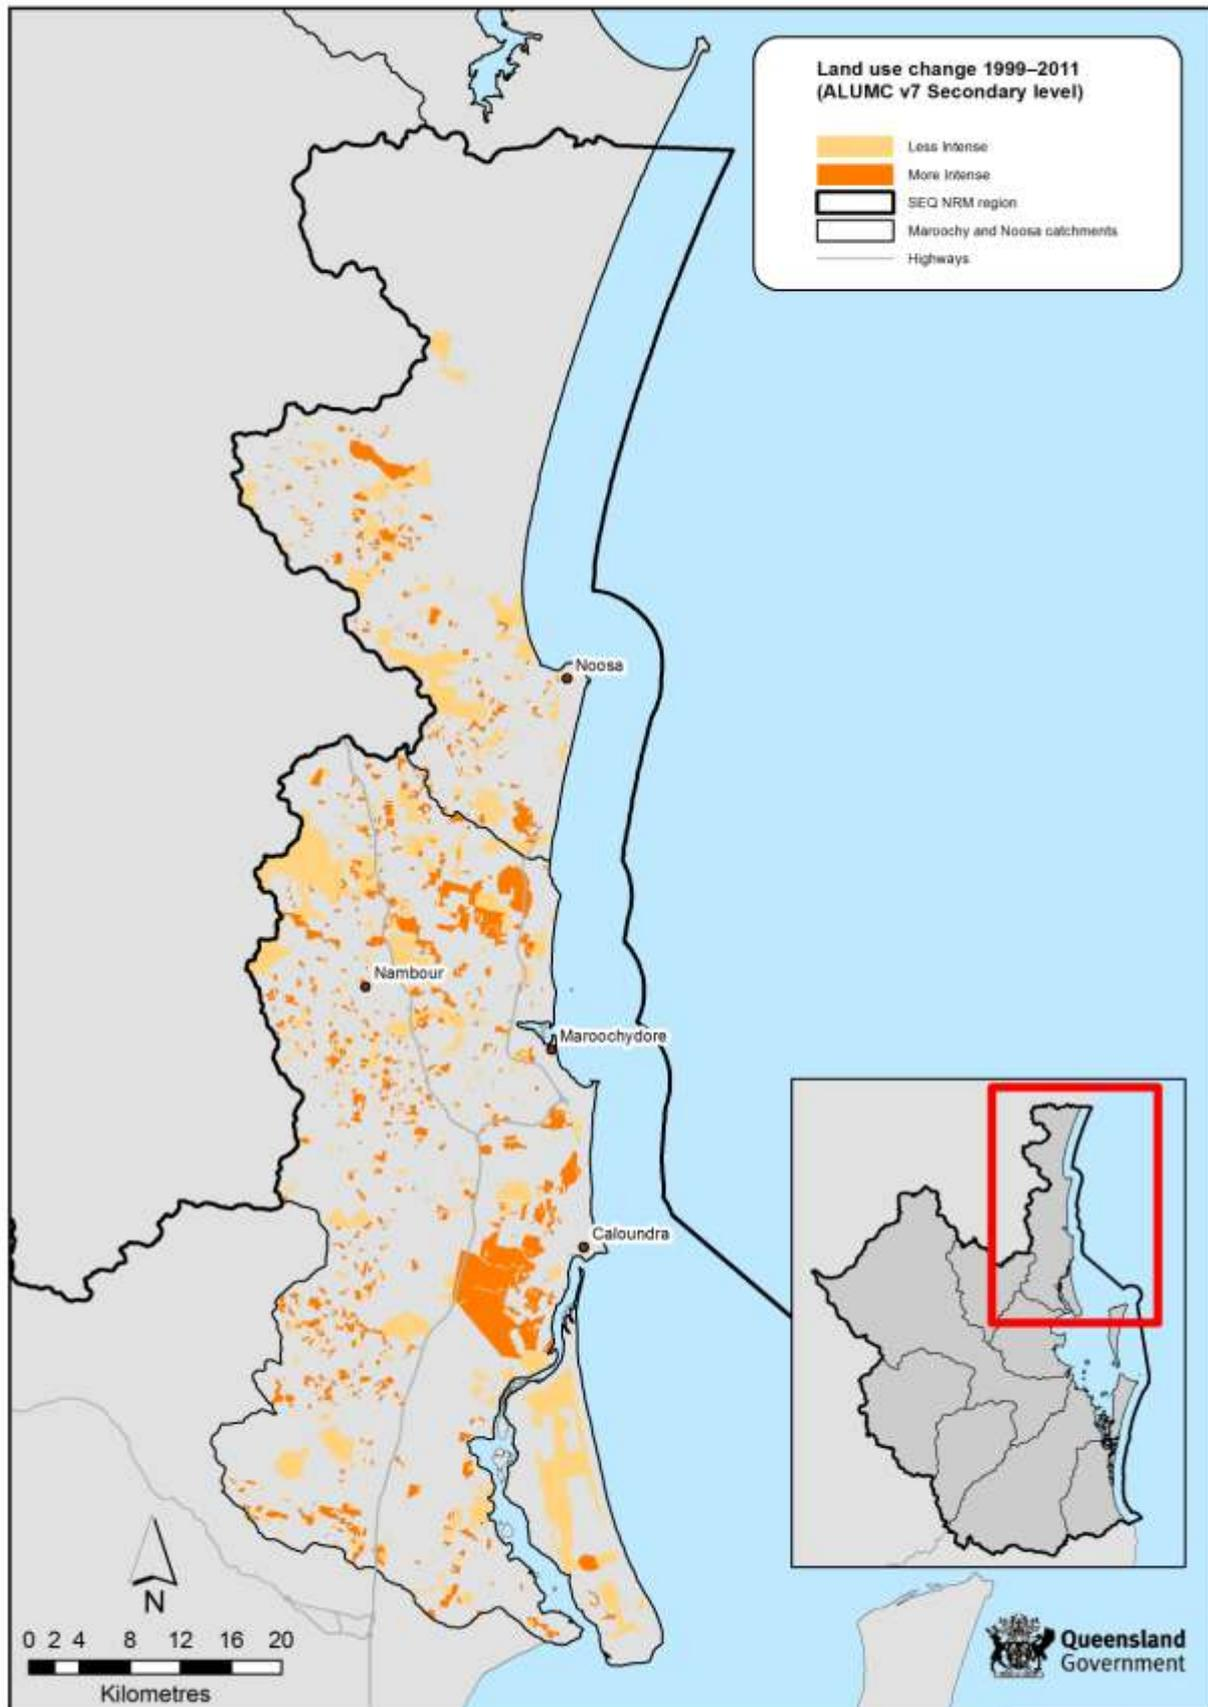 Land use change 1999–2011
(ALUMC v7 Secondary level)
Less Intense
More Intense
SEQ NRM region
Maroochy and Noosa catchments
Highways
Noosa
Nambour
Maroochydore
Caloundra
N
0 2 4 8 12 16 20
Kilometres
Queensland
Government